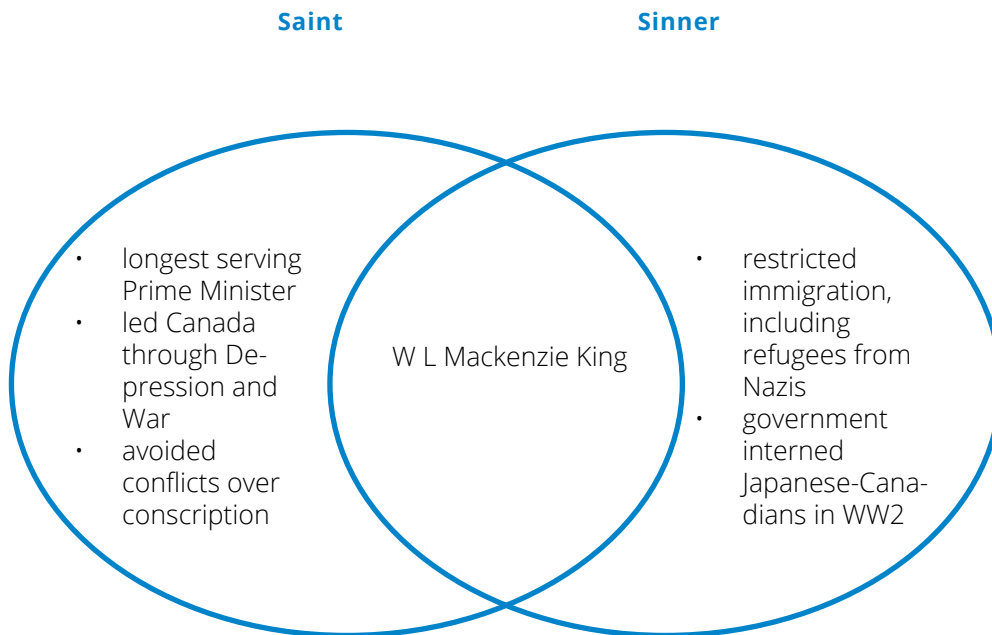 Saint
Sinner
• longest serving
Prime Minister
• led Canada
through De-
pression and
War
• avoided
conflicts over
conscription
W L Mackenzie King
• restricted
immigration,
including
refugees from
Nazis
• government
interned
Japanese-Cana-
dians in WW2